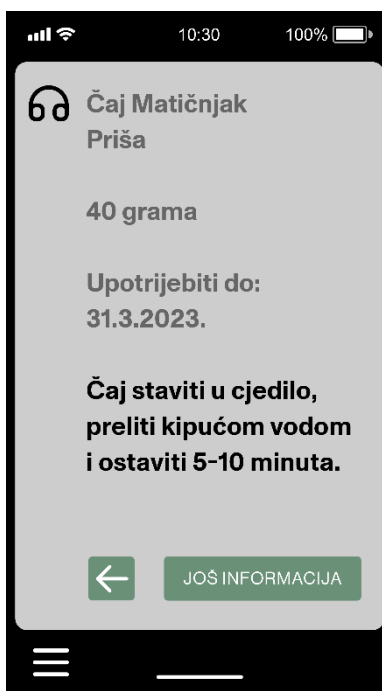 10:30
100%
Čaj Matičnjak
Priša
40 grama
Upotrijebiti do:
31.3.2023.
Čaj staviti u cjedilo,
preliti kipućom vodom
i ostaviti 5-10 minuta.
JOŠ INFORMACIJA